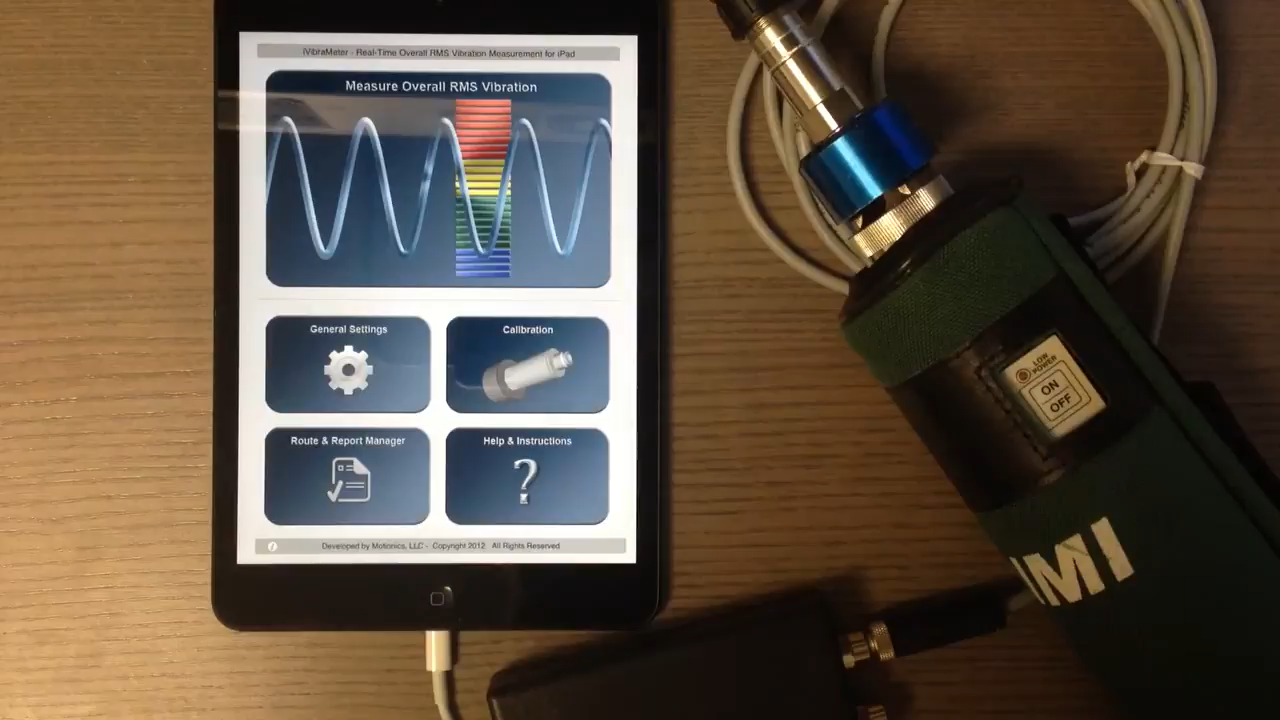 iVibraMeter - Real-Time Overall RMS Vibration Measurement for iPad
Measure Overall RMS Vibration
General Settings
Calibration
Route & Report Manager
Help & Instructions
?
i
Developed by Motionics, LLC - Copyright 2012 All Rights Reserved
LOW
POWER
ON
OFF
IMI